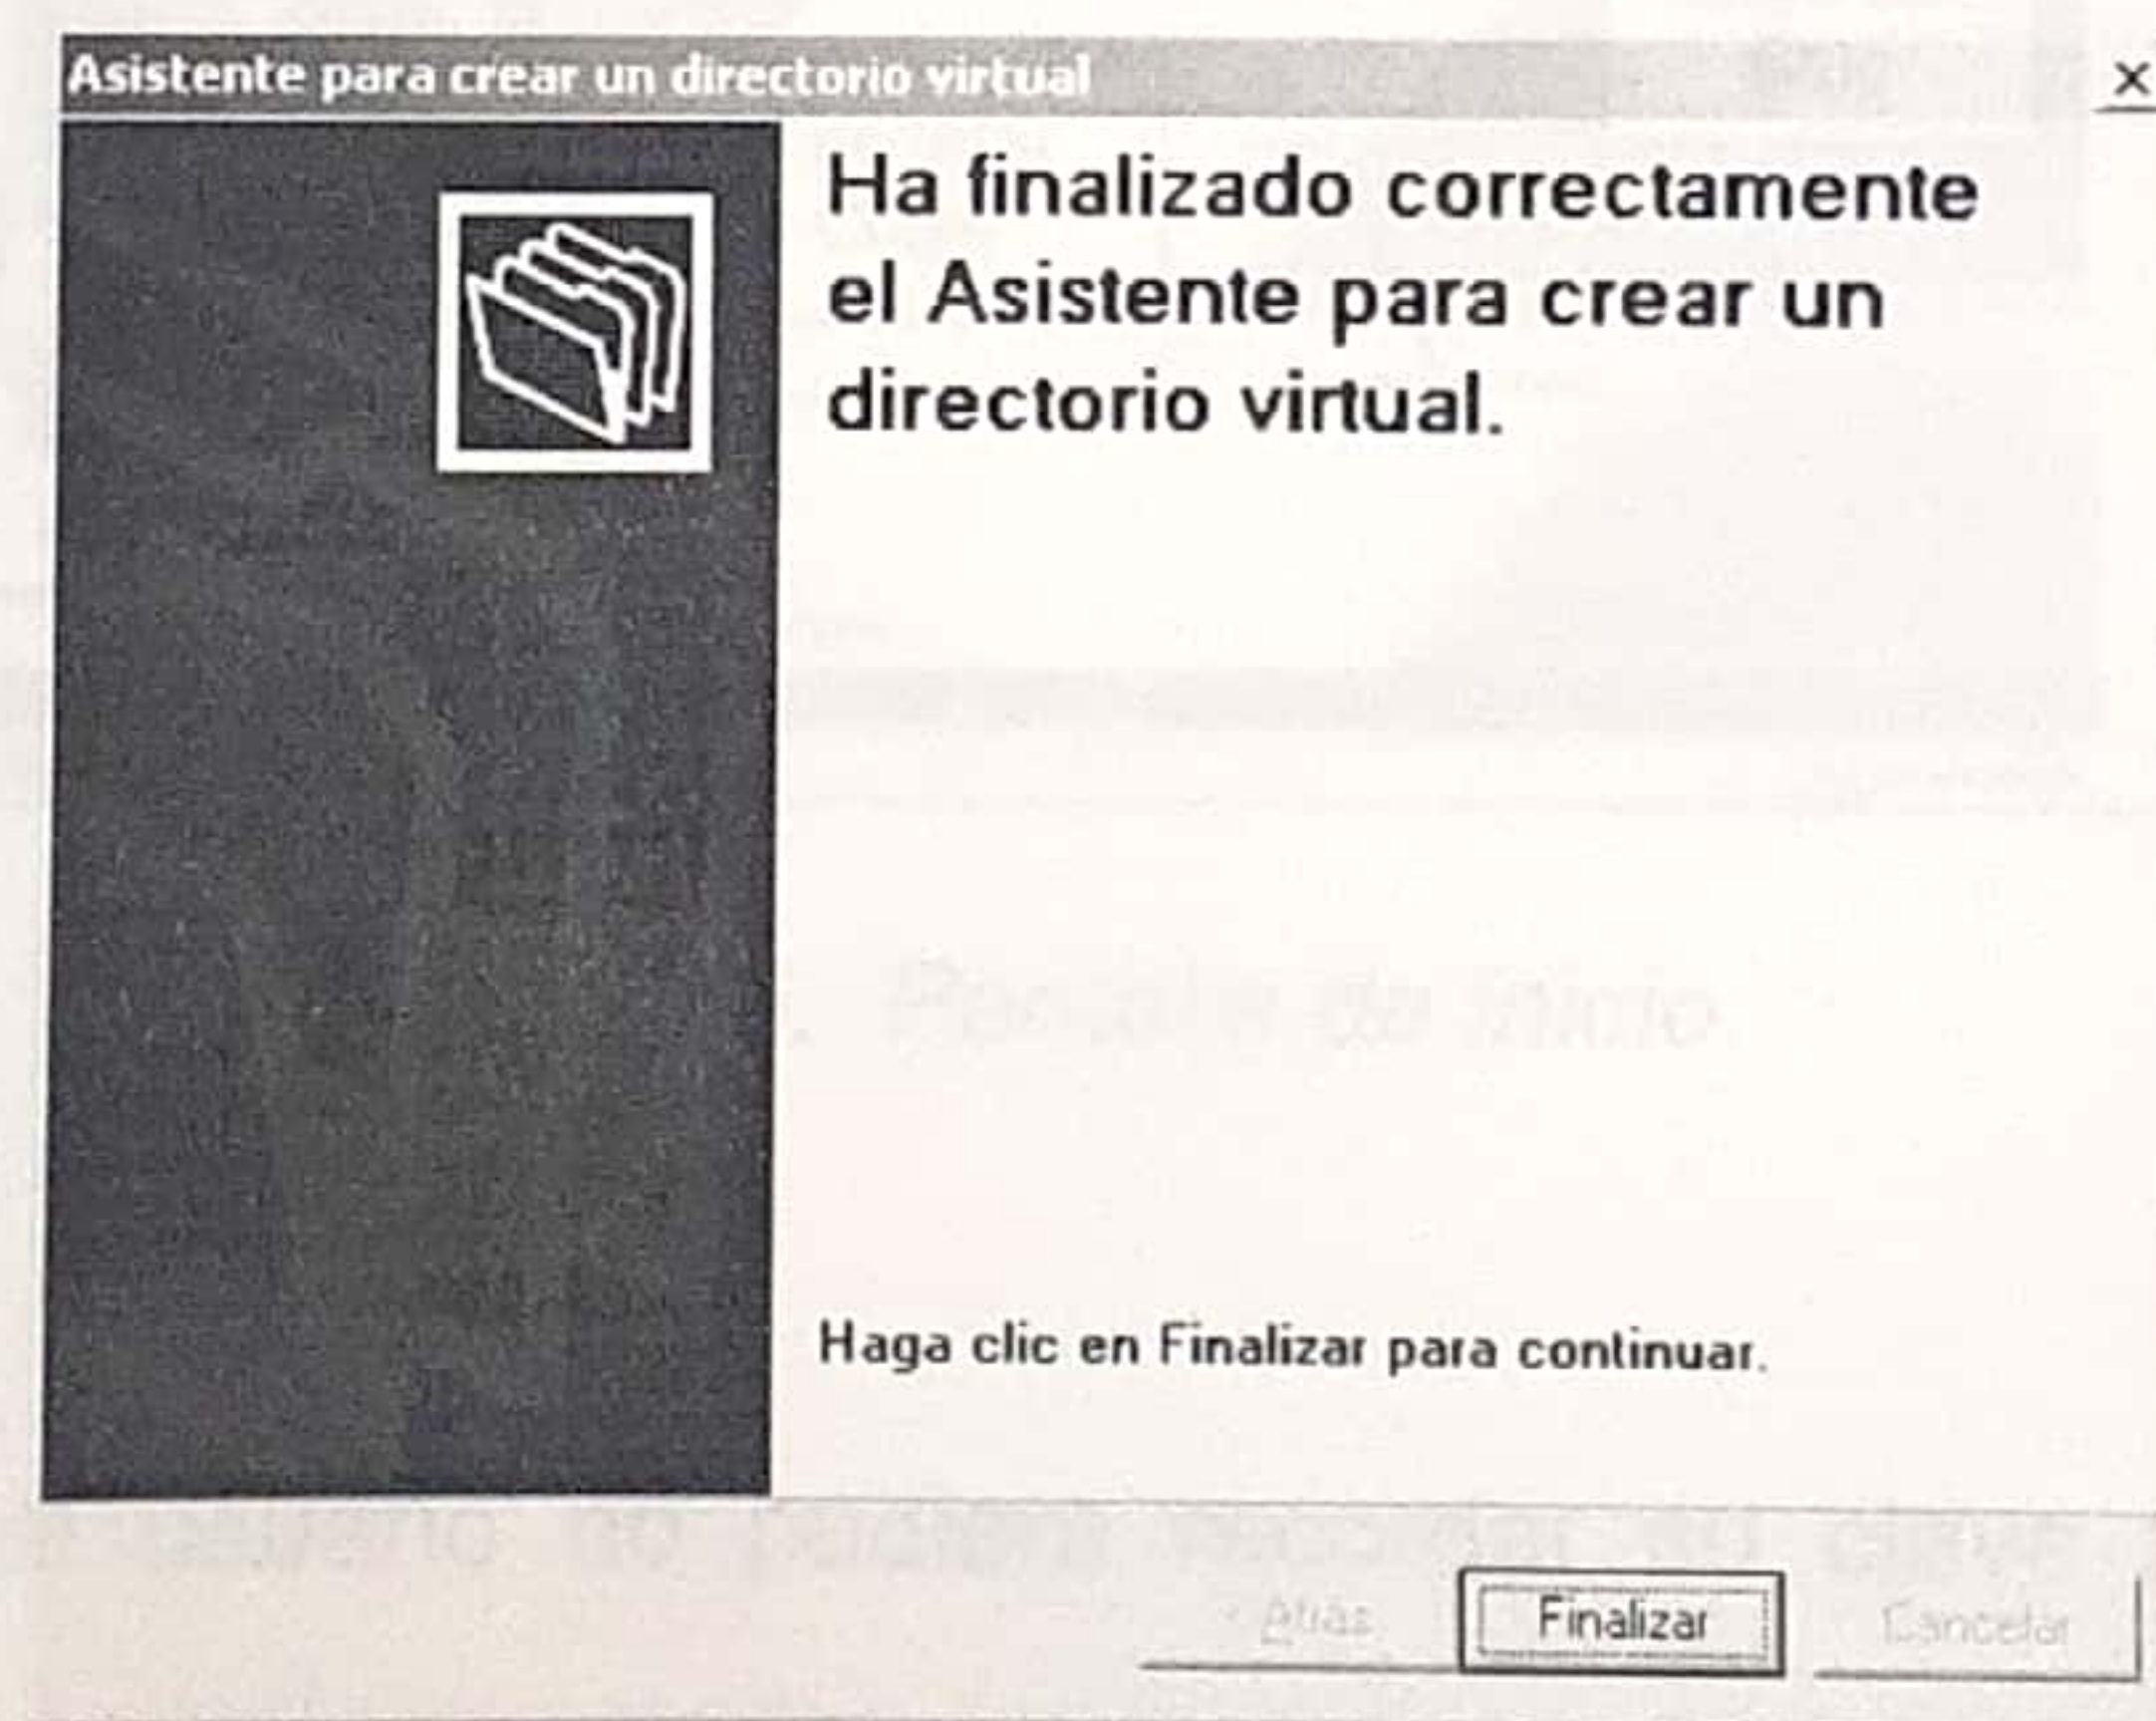 Asistente para crear un directorio virtual
Ha finalizado correctamente
el Asistente para crear un
directorio virtual.
Haga clic en Finalizar para continuar.
< Atrás
Finalizar
Cancelar